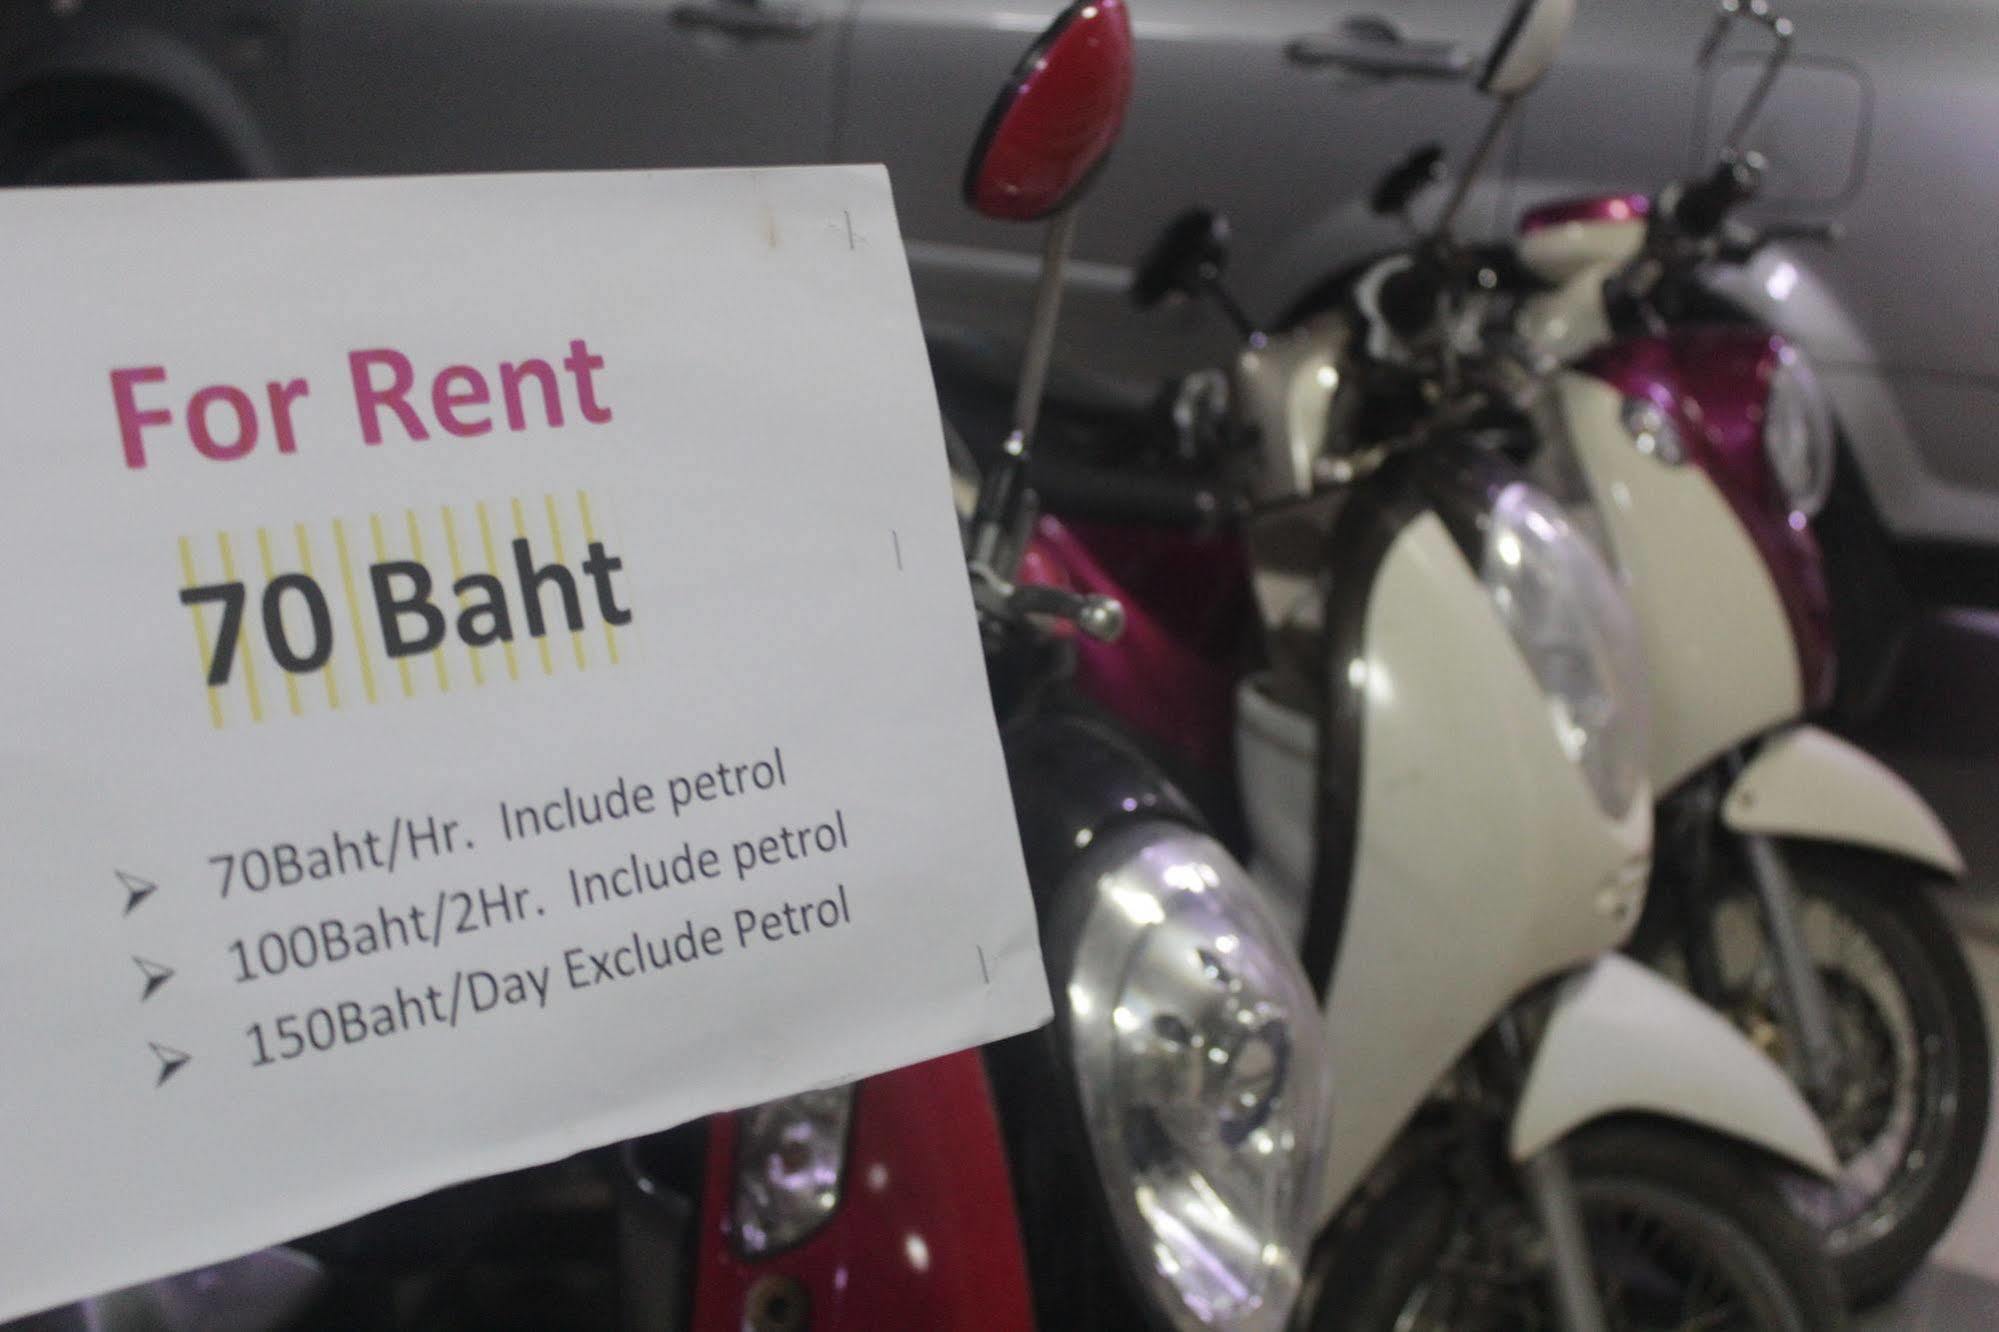 For Rent
70 Baht
➢ 70Baht/Hr. Include petrol
➢ 100Baht/2Hr. Include petrol
➢ 150Baht/Day Exclude Petrol